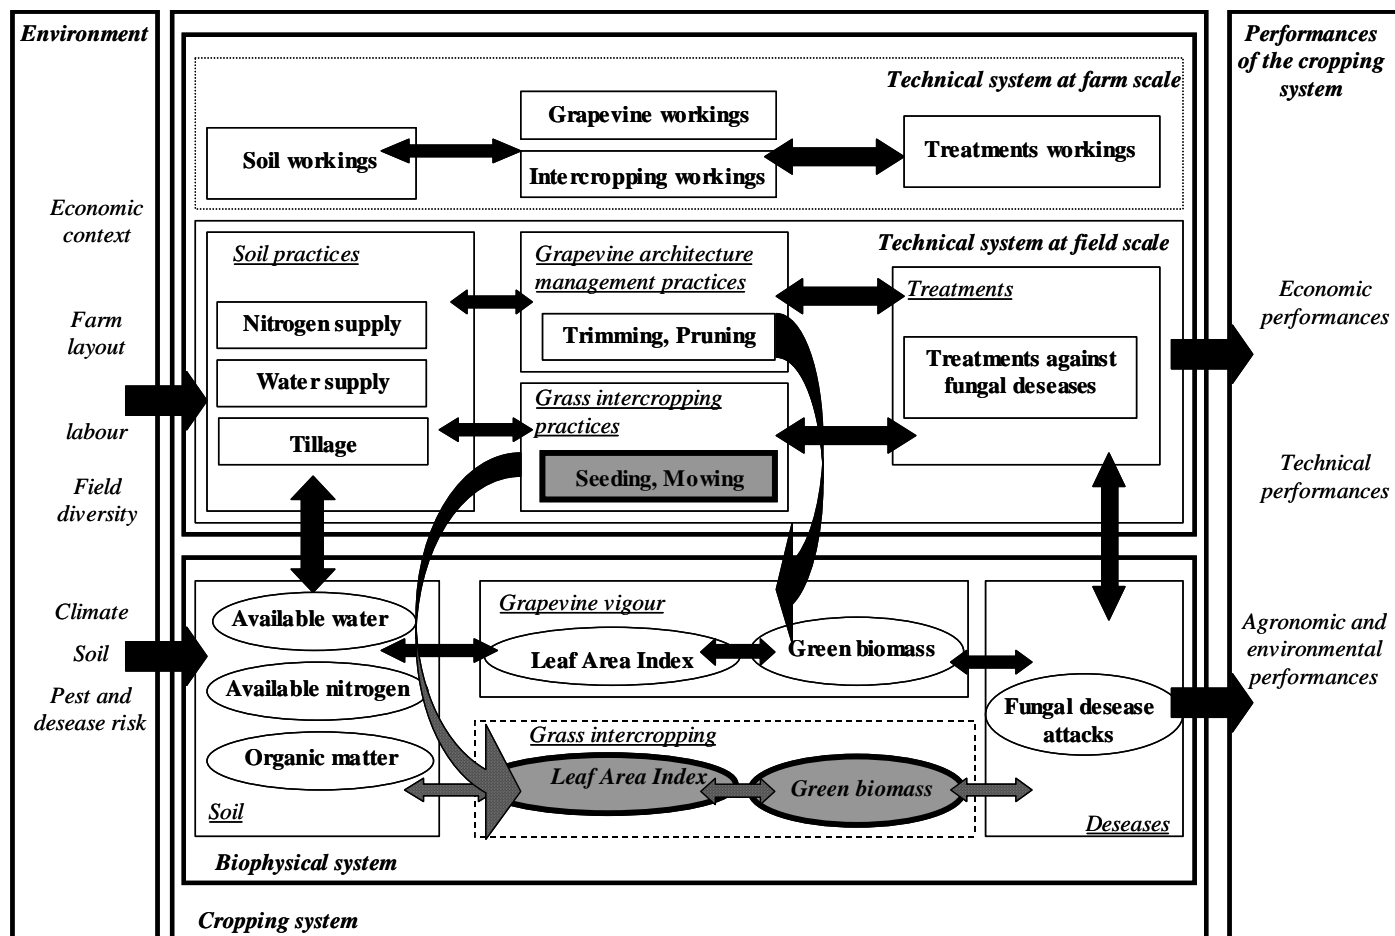 Environment
Economic
context
Farm
layout
labour
Field
diversity
Climate
Soil
Pest and
desease risk
Technical system at farm scale
Grapevine workings
Soil workings
Intercropping workings
Treatments workings
Technical system at field scale
Soil practices
Nitrogen supply
Water supply
Tillage
Grapevine architecture
management practices
Trimming, Pruning
Grass intercropping
practices
Seeding, Mowing
Treatments
Treatments against
fungal deseases
Available water
Available nitrogen
Organic matter
Soil
Grapevine vigour
Leaf Area Index
Green biomass
Grass intercropping
Leaf Area Index
Green biomass
Fungal desease
attacks
Deseases
Biophysical system
Cropping system
Performances
of the cropping
system
Economic
performances
Technical
performances
Agronomic and
environmental
performances